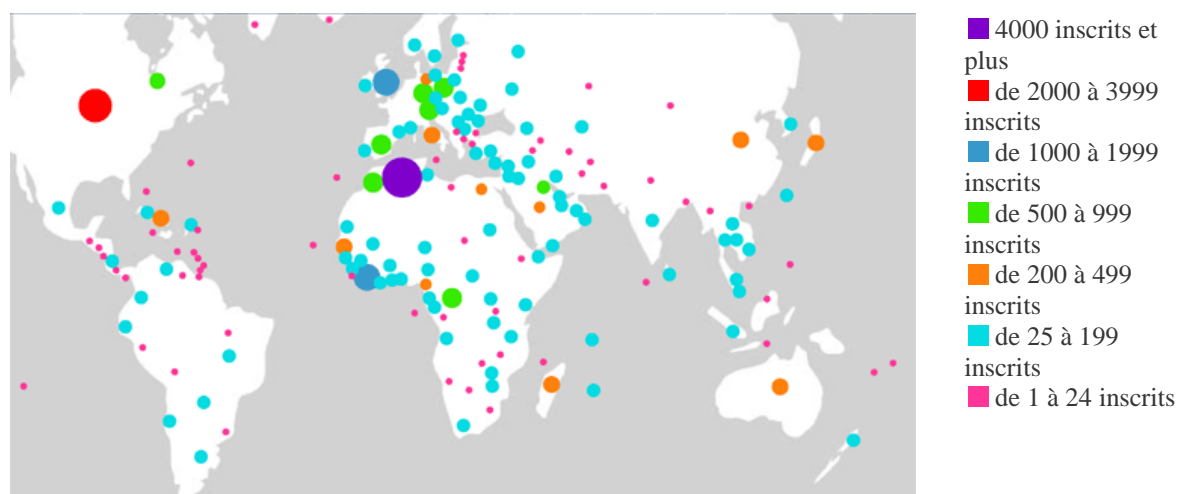 4000 inscrits et
plus
de 2000 à 3999
inscrits
de 1000 à 1999
inscrits
de 500 à 999
inscrits
de 200 à 499
inscrits
de 25 à 199
inscrits
de 1 à 24 inscrits